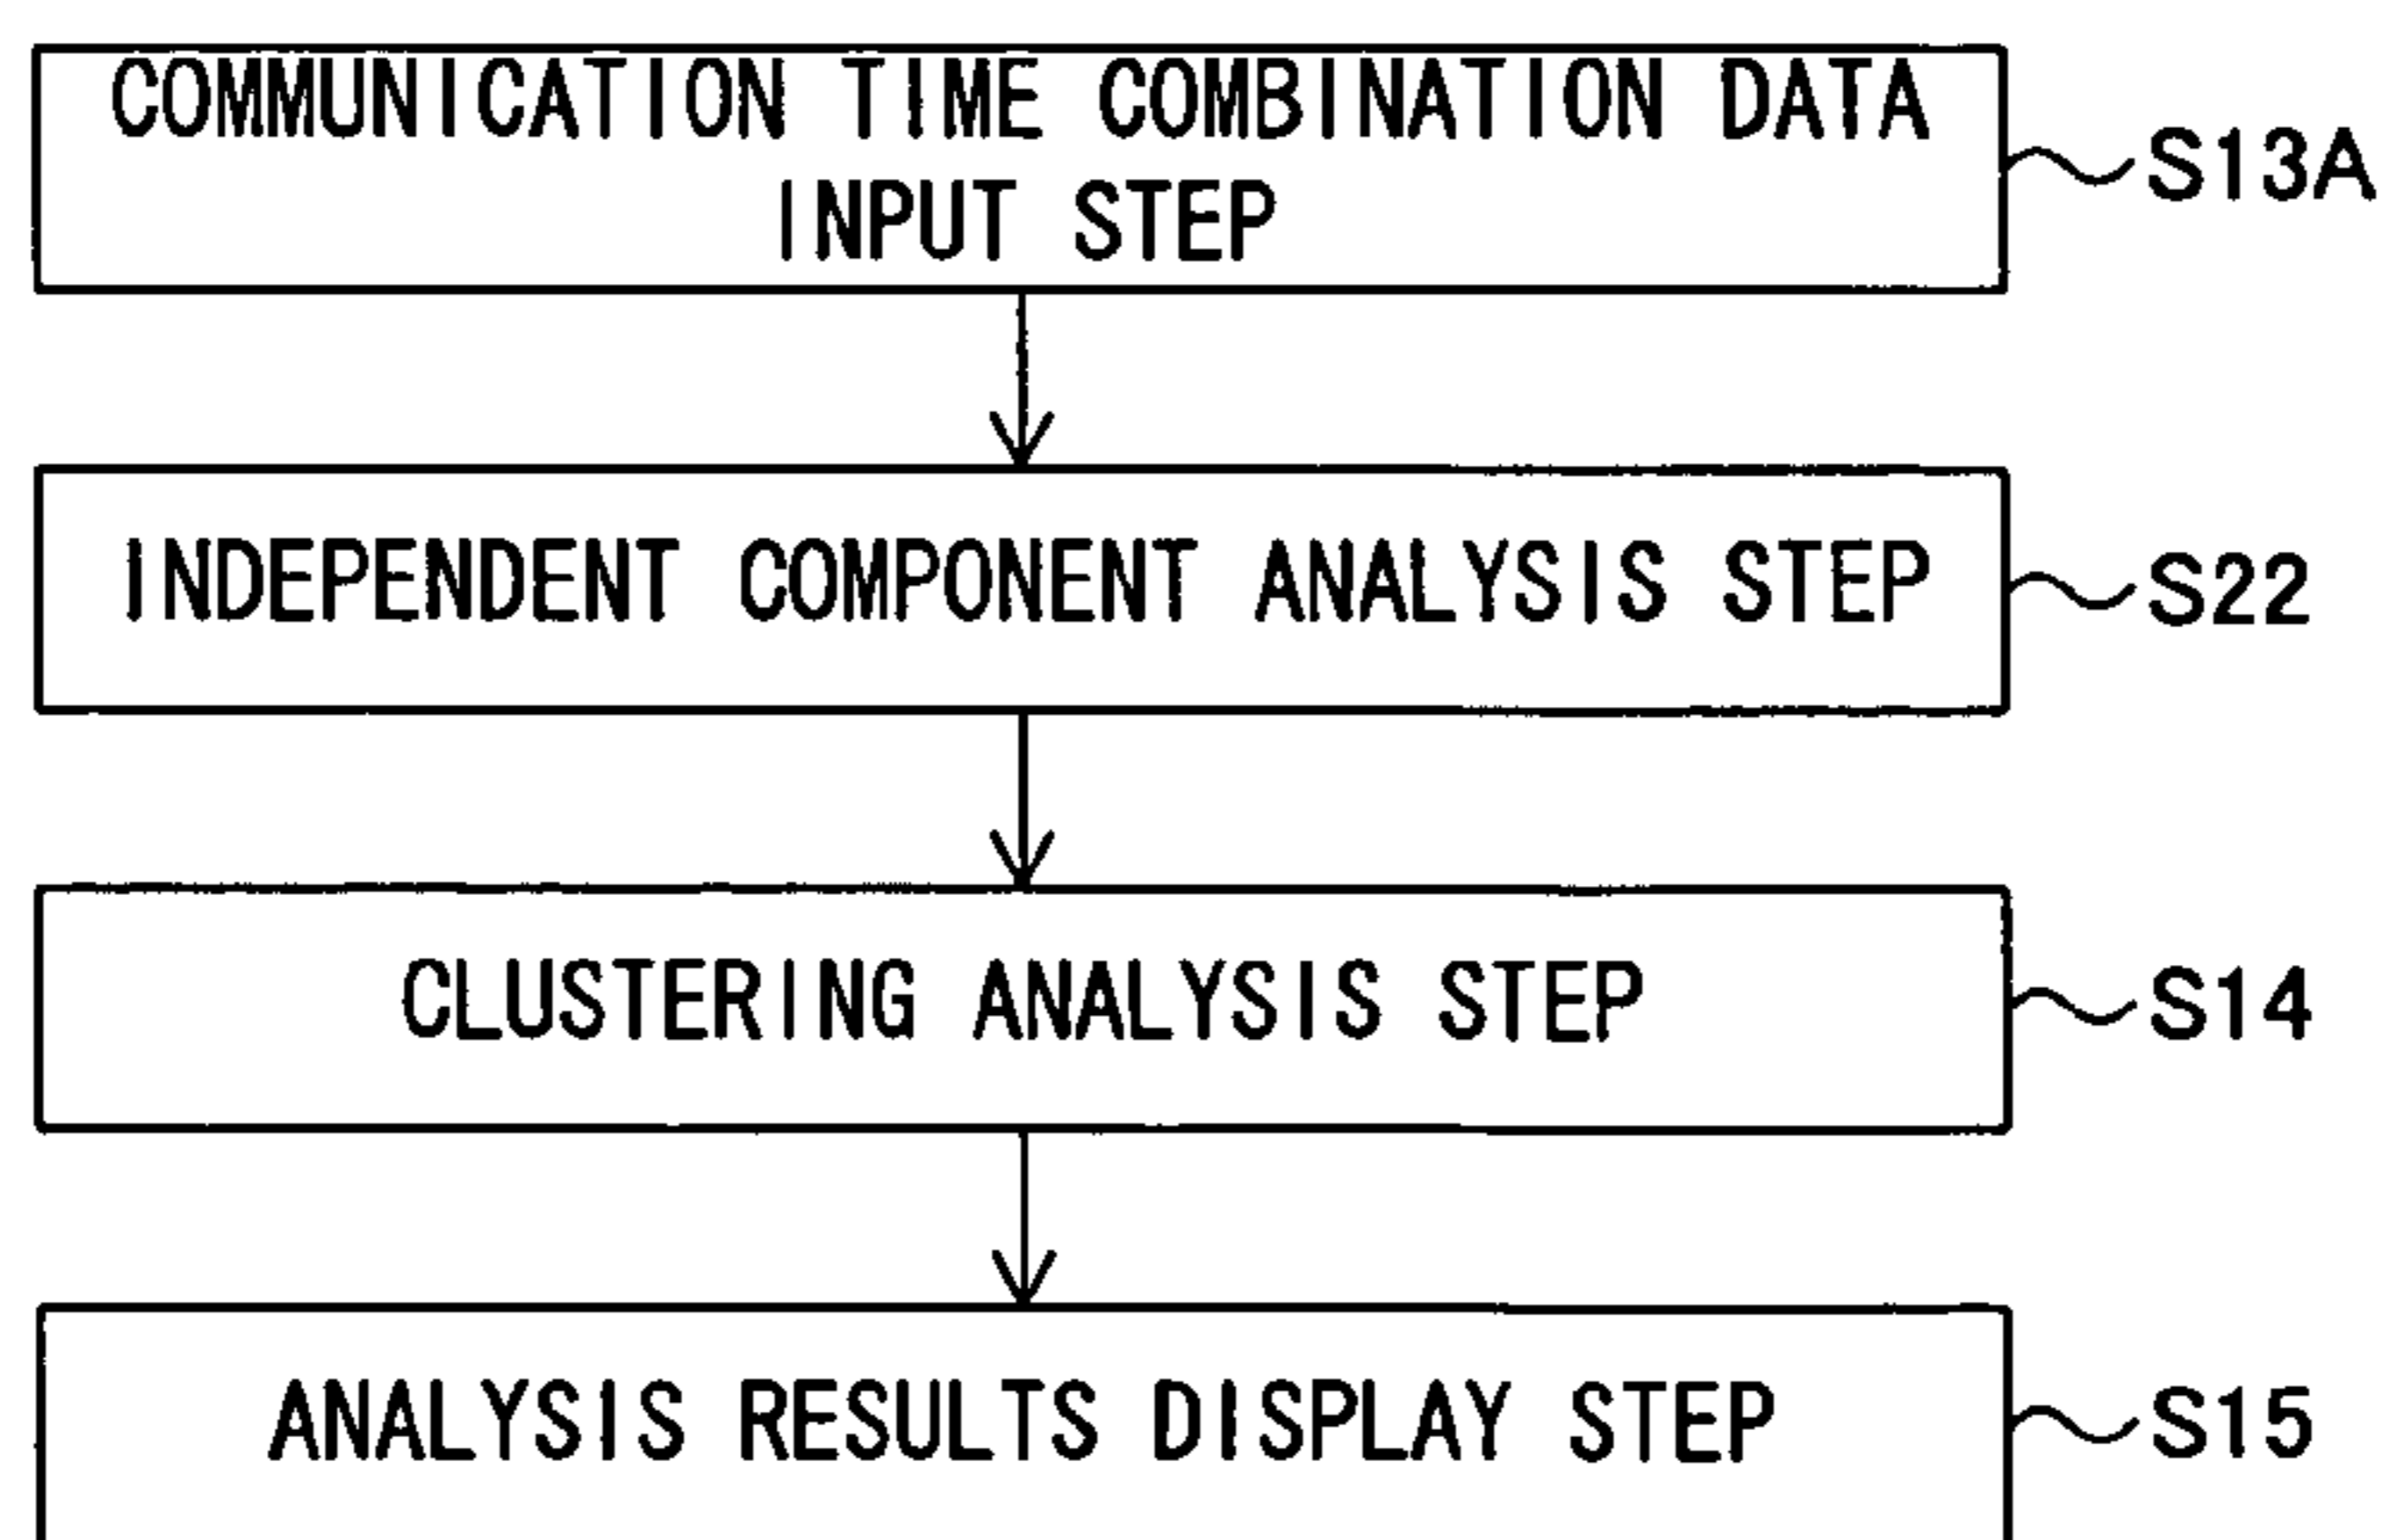 COMMUNICATION TIME COMBINATION DATA
INPUT STEP
S13A
INDEPENDENT COMPONENT ANALYSIS STEP
S22
CLUSTERING ANALYSIS STEP
S14
ANALYSIS RESULTS DISPLAY STEP
S15